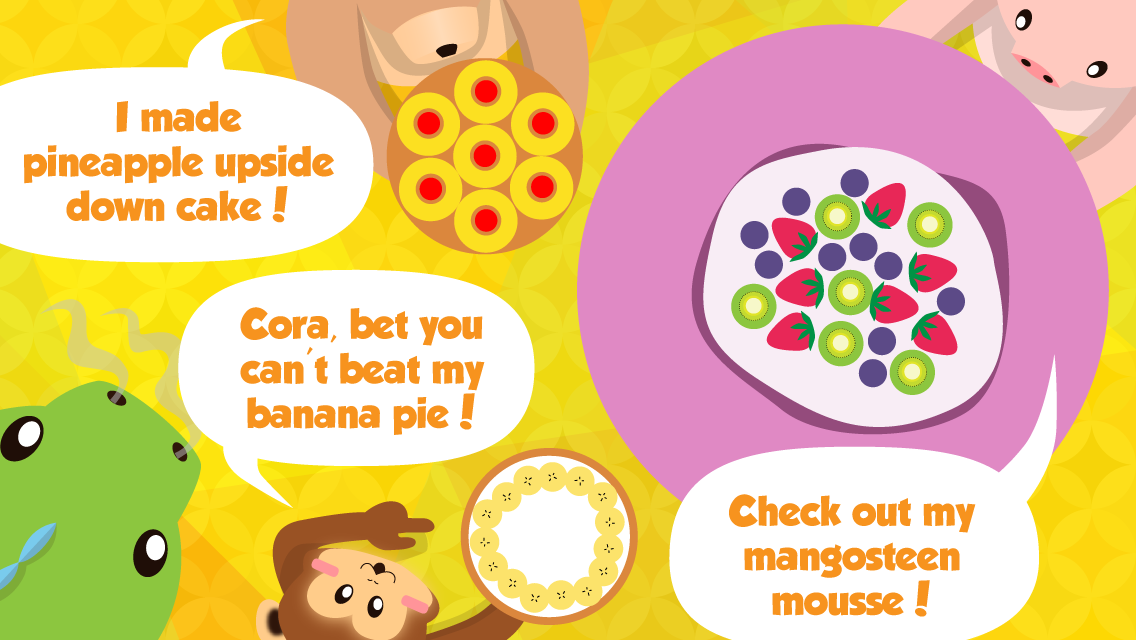 I made
pineapple upside
down cake!
Cora, bet you
can't beat my
banana pie!
Check out my
mangosteen
mousse!